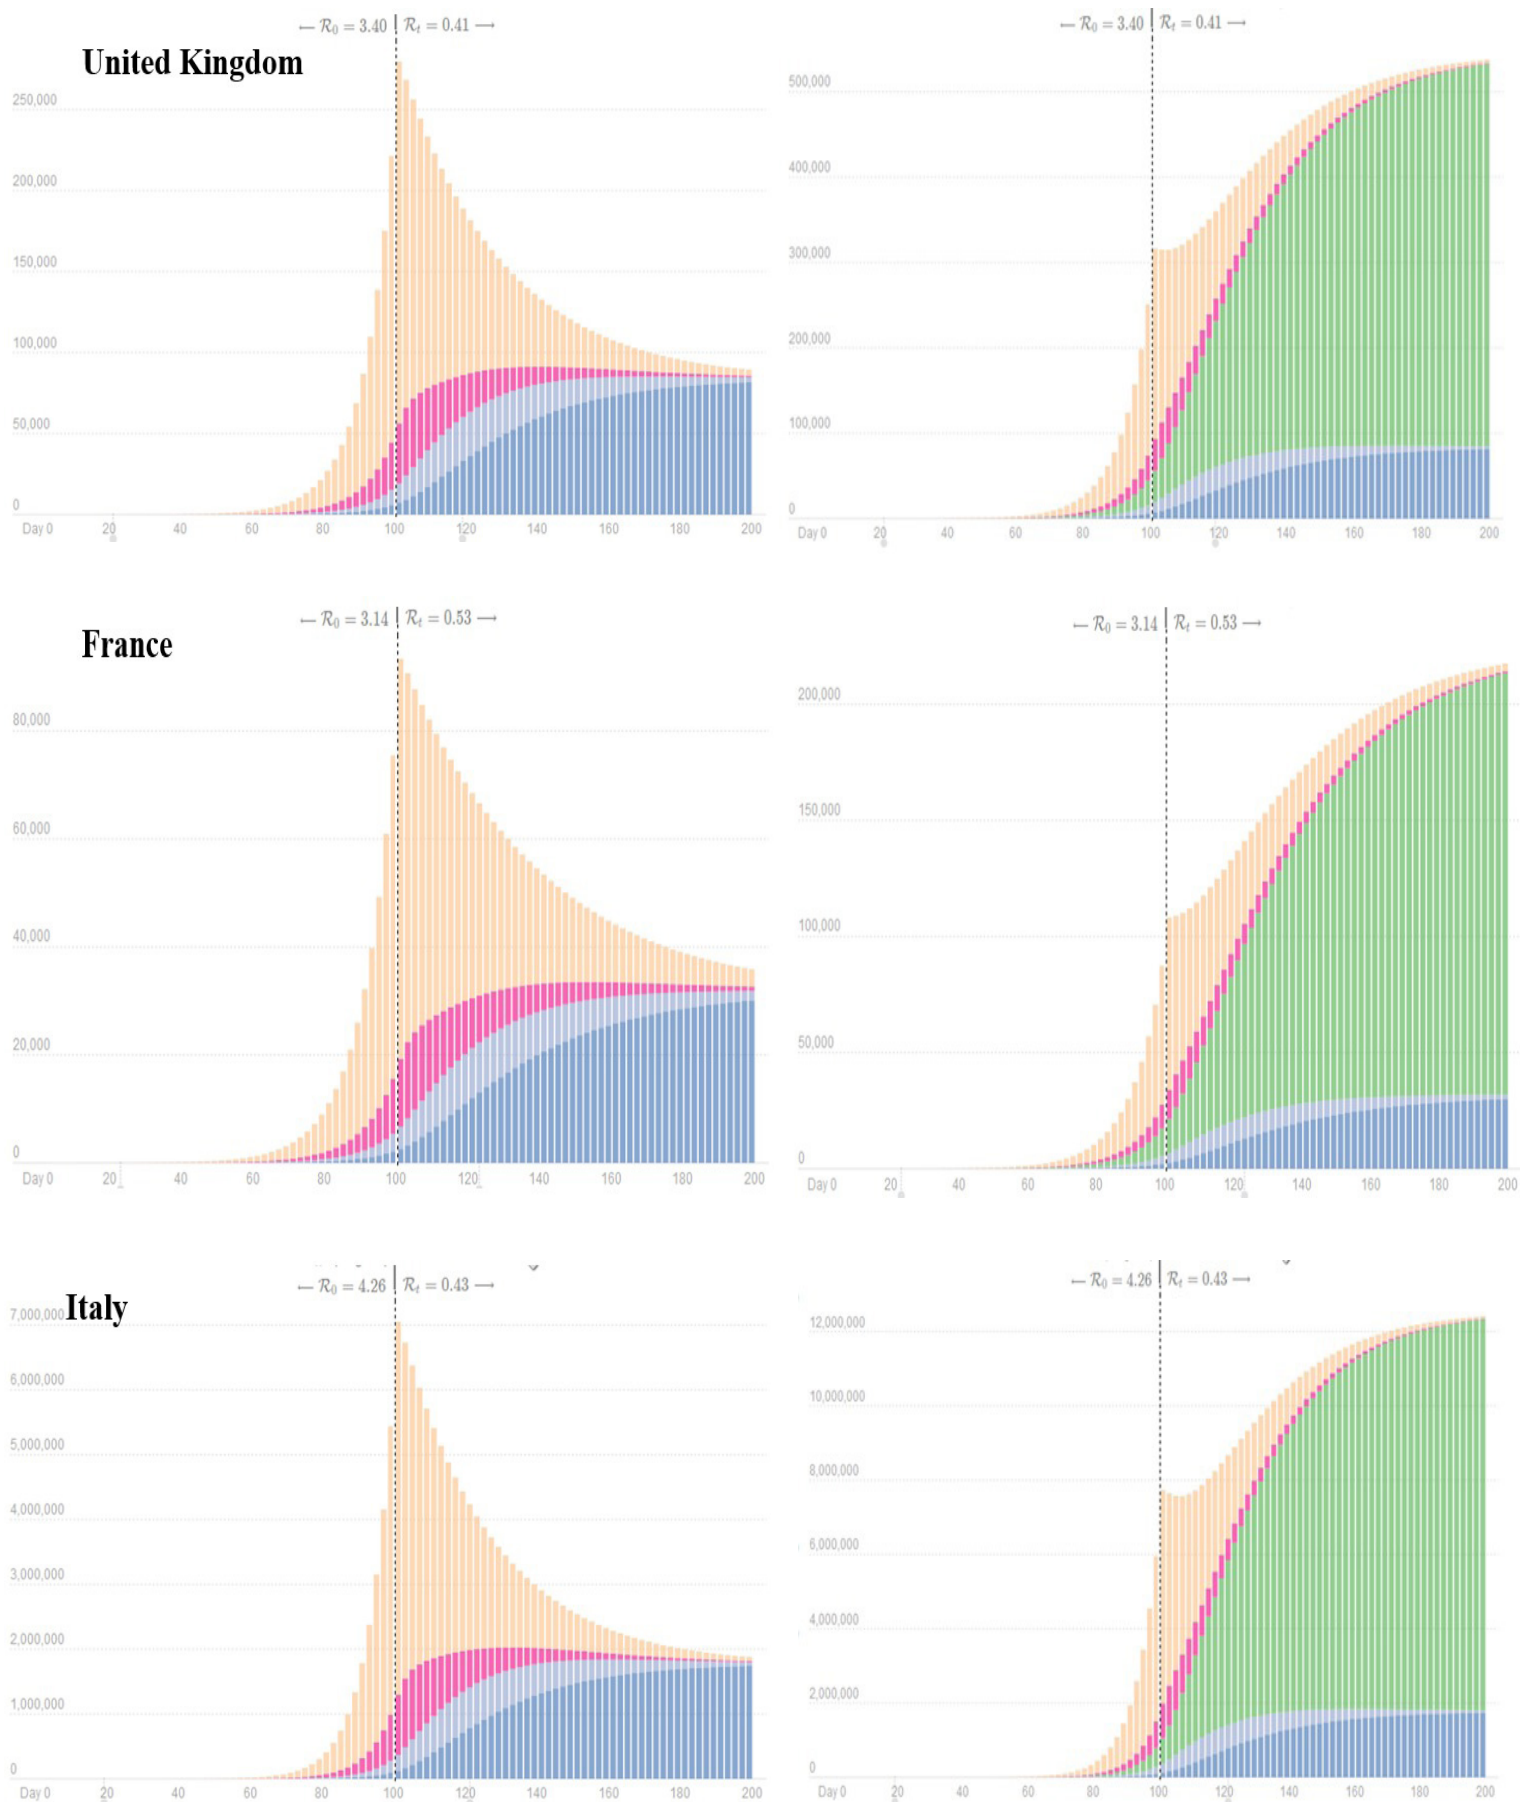 ← R₀ = 3.40 | Rₜ = 0.41 →
United Kingdom
250,000
200,000
150,000
100,000
50,000
0
Day 0 20 40 60 80 100 120 140 160 180 200
← R₀ = 3.40 | Rₜ = 0.41 →
500,000
400,000
300,000
200,000
100,000
0
Day 0 20 40 60 80 100 120 140 160 180 200
← R₀ = 3.14 | Rₜ = 0.53 →
France
80,000
60,000
40,000
20,000
0
Day 0 20 40 60 80 100 120 140 160 180 200
← R₀ = 3.14 | Rₜ = 0.53 →
200,000
150,000
100,000
50,000
0
Day 0 20 40 60 80 100 120 140 160 180 200
← R₀ = 4.26 | Rₜ = 0.43 →
Italy
7,000,000
6,000,000
5,000,000
4,000,000
3,000,000
2,000,000
1,000,000
0
Day 0 20 40 60 80 100 120 140 160 180 200
← R₀ = 4.26 | Rₜ = 0.43 →
12,000,000
10,000,000
8,000,000
6,000,000
4,000,000
2,000,000
0
Day 0 20 40 60 80 100 120 140 160 180 200